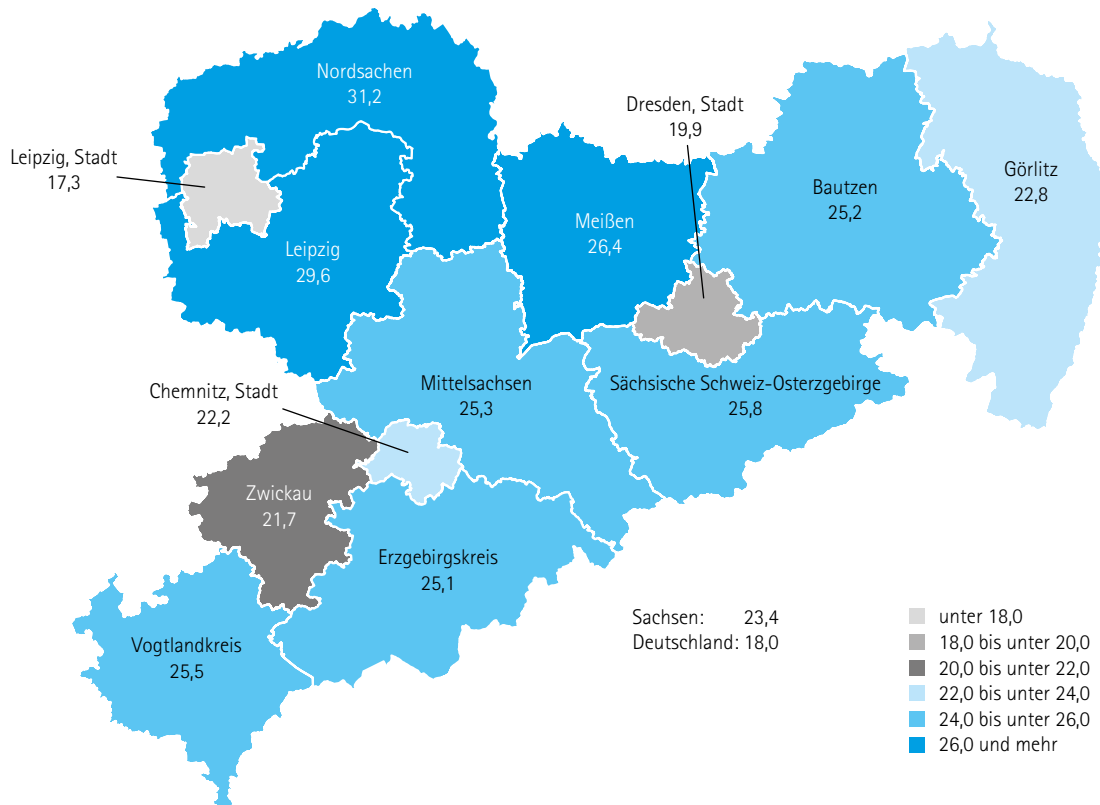 Nordsachen
31,2
Dresden, Stadt
19,9
Leipzig, Stadt
17,3
Görlitz
22,8
Bautzen
25,2
Meißen
26,4
Leipzig
29,6
Mittelsachsen
25,3
Sächsische Schweiz-Osterzgebirge
25,8
Chemnitz, Stadt
22,2
Zwickau
21,7
Erzgebirgskreis
25,1
Vogtlandkreis
25,5
Sachsen: 23,4
Deutschland: 18,0
unter 18,0
18,0 bis unter 20,0
20,0 bis unter 22,0
22,0 bis unter 24,0
24,0 bis unter 26,0
26,0 und mehr